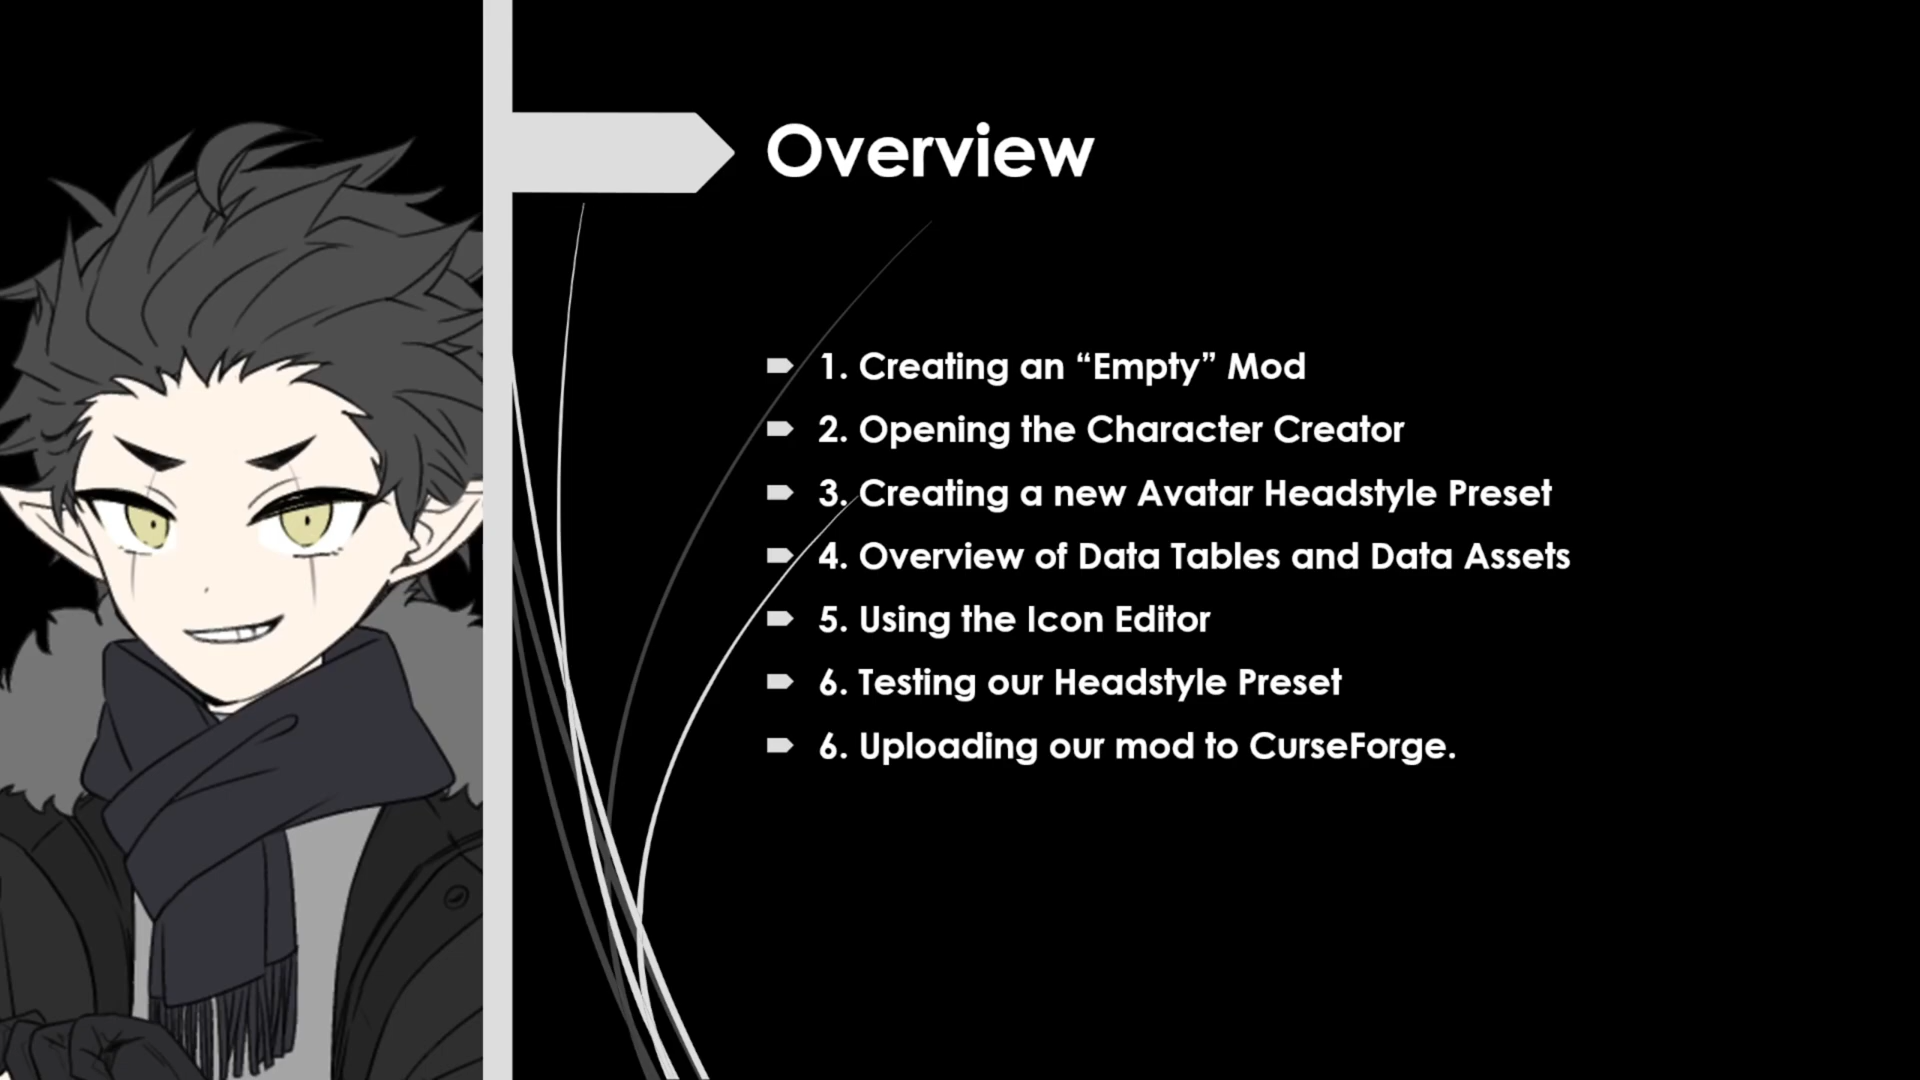 Overview
1. Creating an “Empty” Mod
2. Opening the Character Creator
3. Creating a new Avatar Headstyle Preset
4. Overview of Data Tables and Data Assets
5. Using the Icon Editor
6. Testing our Headstyle Preset
6. Uploading our mod to CurseForge.